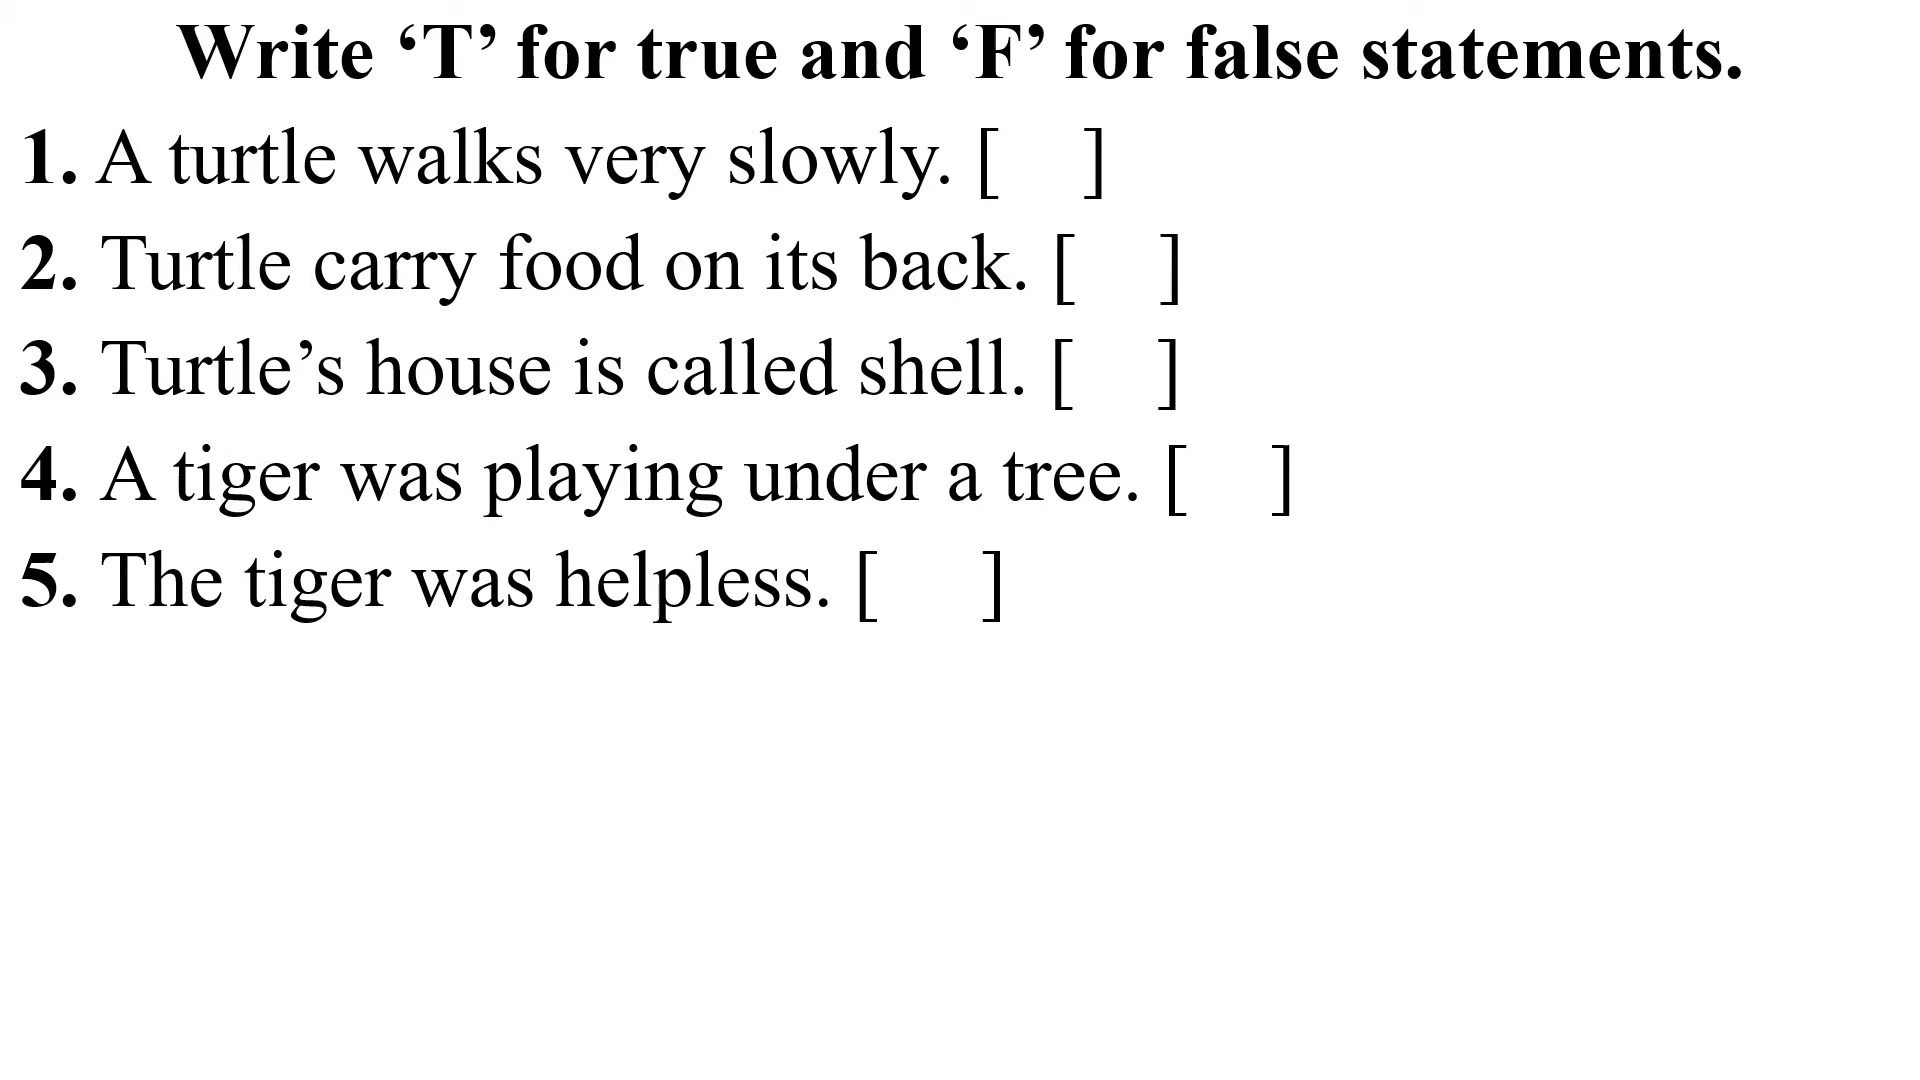 Write ‘T’ for true and ‘F’ for false statements.
1. A turtle walks very slowly. [    ]
2. Turtle carry food on its back. [    ]
3. Turtle’s house is called shell. [    ]
4. A tiger was playing under a tree. [    ]
5. The tiger was helpless. [     ]